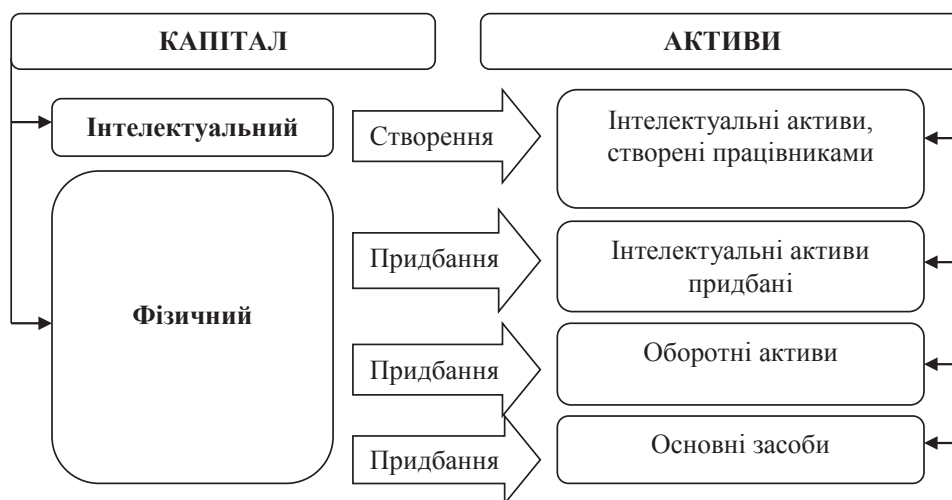 КАПІТАЛ
АКТИВИ
Інтелектуальний
Створення
Інтелектуальні активи,
створені працівниками
Фізичний
Придбання
Інтелектуальні активи
придбані
Придбання
Оборотні активи
Придбання
Основні засоби